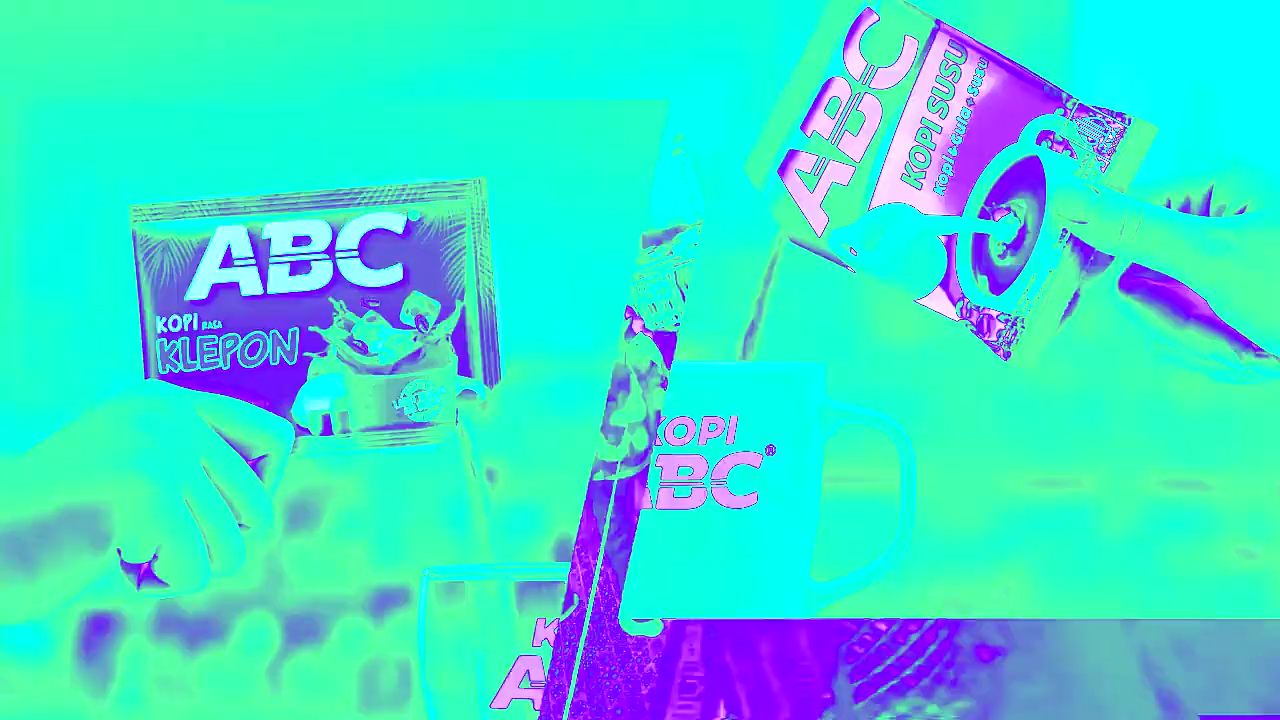 ABC
KOPI RASA
KLEPON
ABC
KOPI SUSU
Kopi+Gula+Susu
KOPI
ABC®
K
A